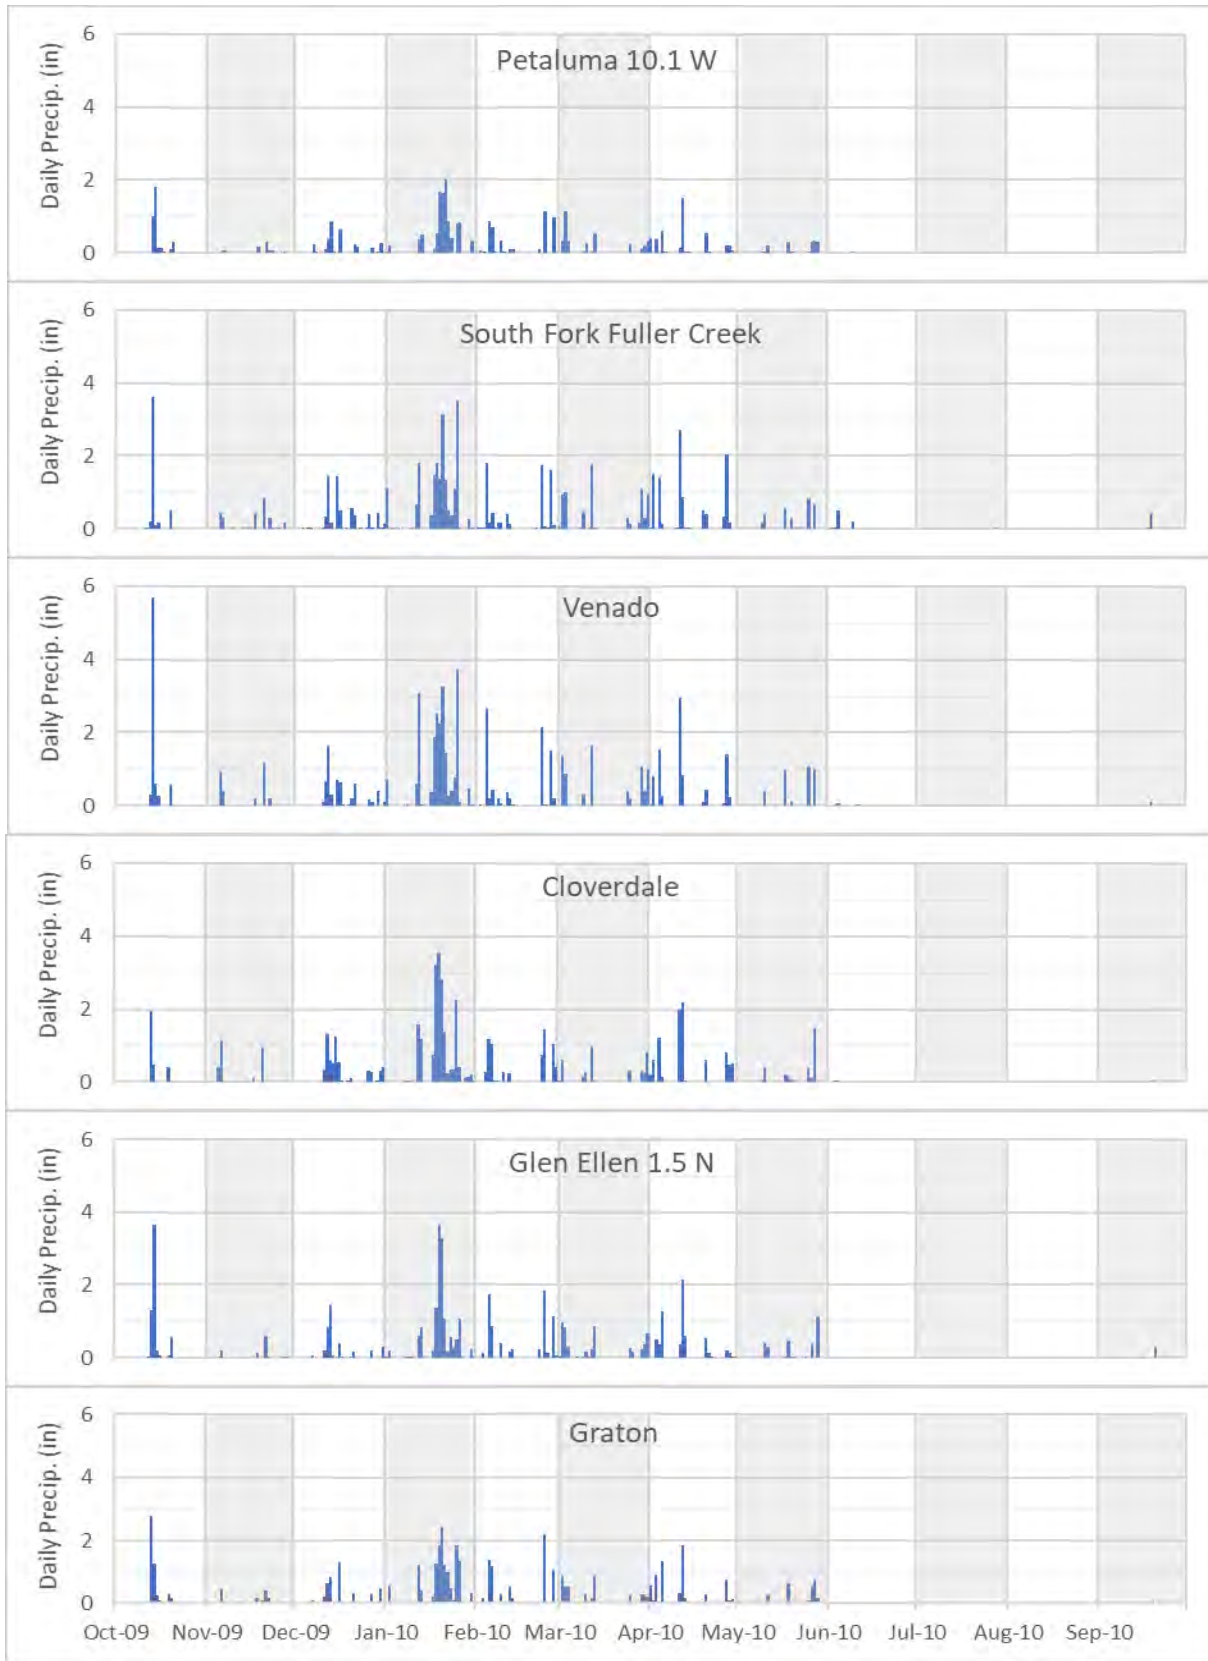 Daily Precip. (in)
6
4
2
0
Petaluma 10.1 W
Daily Precip. (in)
6
4
2
0
South Fork Fuller Creek
Daily Precip. (in)
6
4
2
0
Venado
Daily Precip. (in)
6
4
2
0
Cloverdale
Daily Precip. (in)
6
4
2
0
Glen Ellen 1.5 N
Daily Precip. (in)
6
4
2
0
Graton
Oct-09 Nov-09 Dec-09 Jan-10 Feb-10 Mar-10 Apr-10 May-10 Jun-10 Jul-10 Aug-10 Sep-10